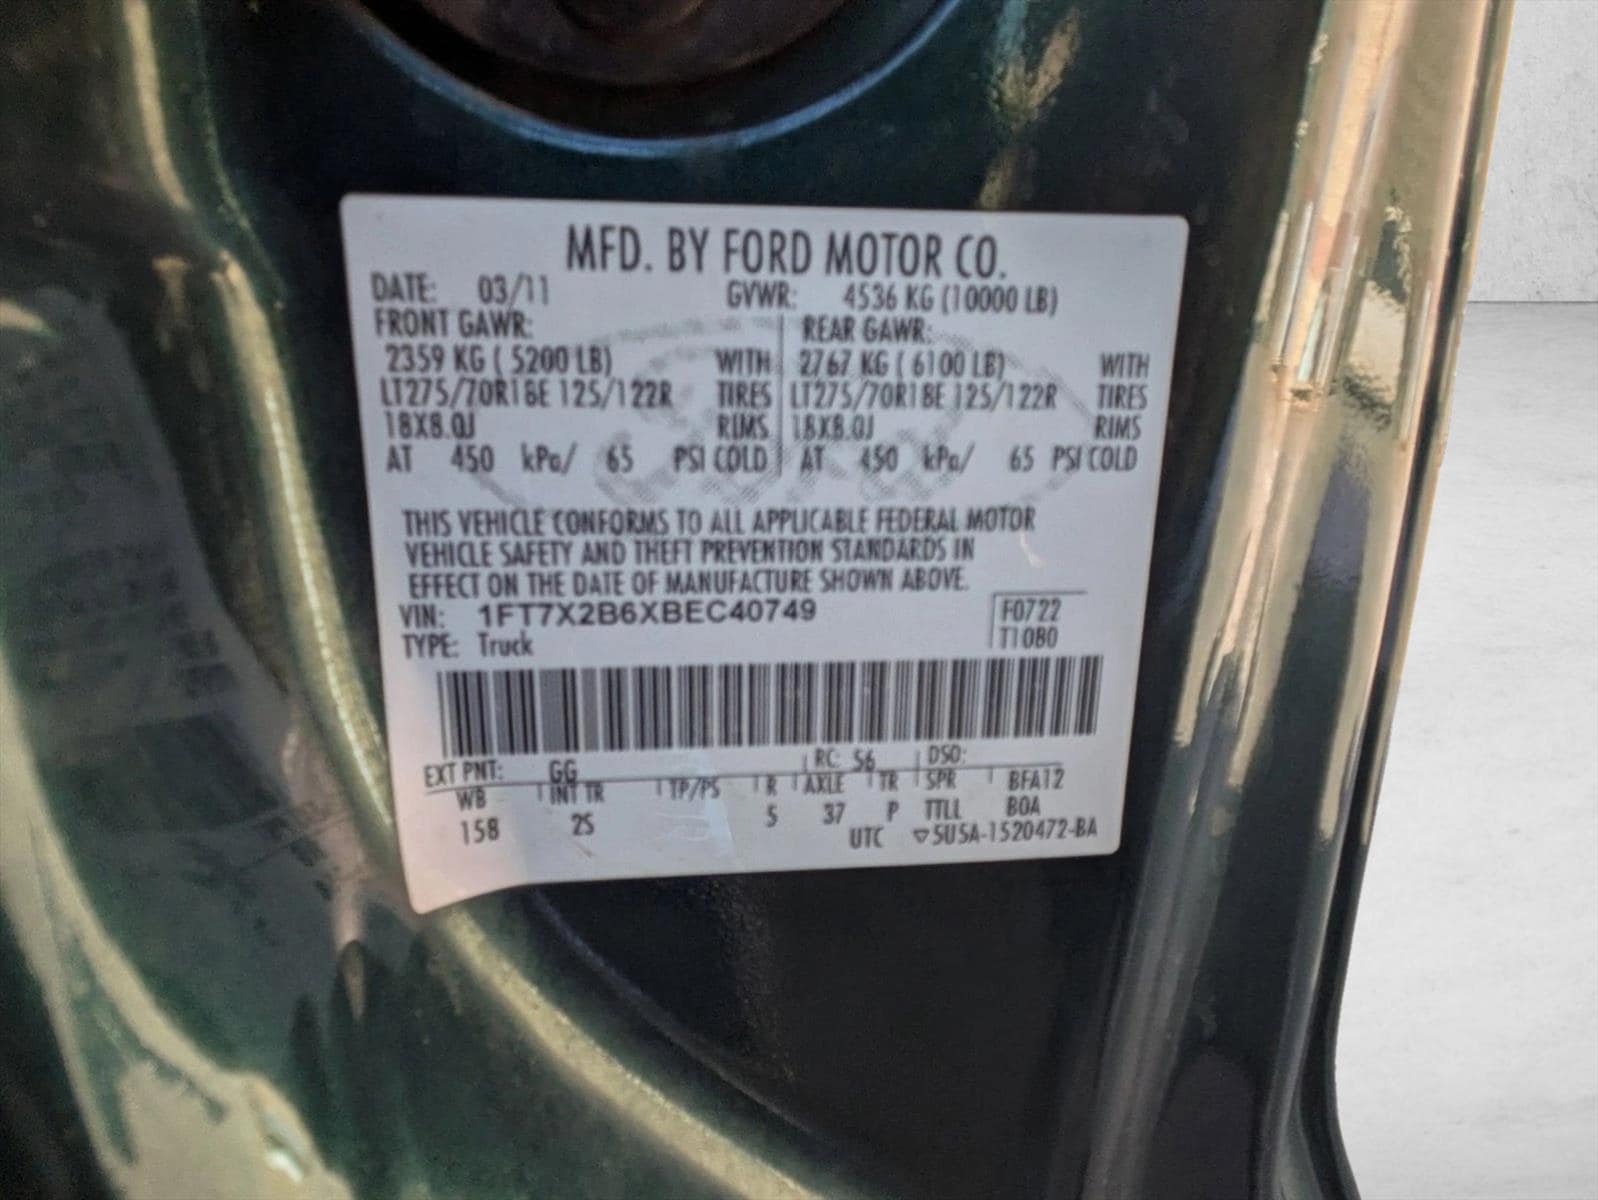 MFD. BY FORD MOTOR CO.
DATE: 03/11 GVWR: 4536 KG (10000 LB)
FRONT GAWR: REAR GAWR:
2359 KG ( 5200 LB) WITH 2767 KG ( 6100 LB) WITH
LT275/70R18E 125/122R TIRES LT275/70R18E 125/122R TIRES
18X8.0J RIMS 18X8.0J RIMS
AT 450 kPa/ 65 PSI COLD AT 450 kPa/ 65 PSI COLD
THIS VEHICLE CONFORMS TO ALL APPLICABLE FEDERAL MOTOR
VEHICLE SAFETY AND THEFT PREVENTION STANDARDS IN
EFFECT ON THE DATE OF MANUFACTURE SHOWN ABOVE.
VIN: 1FT7X2B6XBEC40749 F0722
TYPE: Truck T1080
EXT PNT: GG RC: 56 DSO:
WB INT TR TP/PS R AXLE TR SPR BFA12
158 2S 5 37 P TTLL BOA
UTC ▽5U5A-1520472-BA